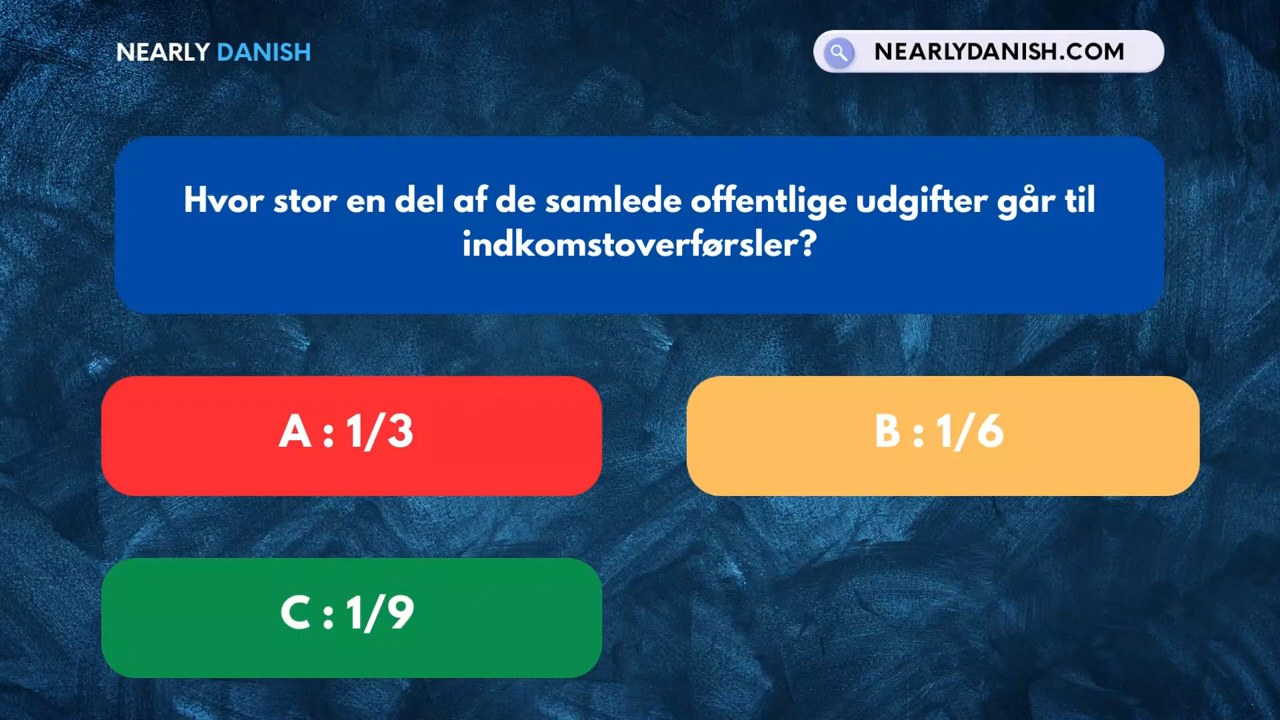 NEARLY DANISH
NEARLYDANISH.COM
Hvor stor en del af de samlede offentlige udgifter går til
indkomstoverførsler?
A : 1/3
B : 1/6
C : 1/9